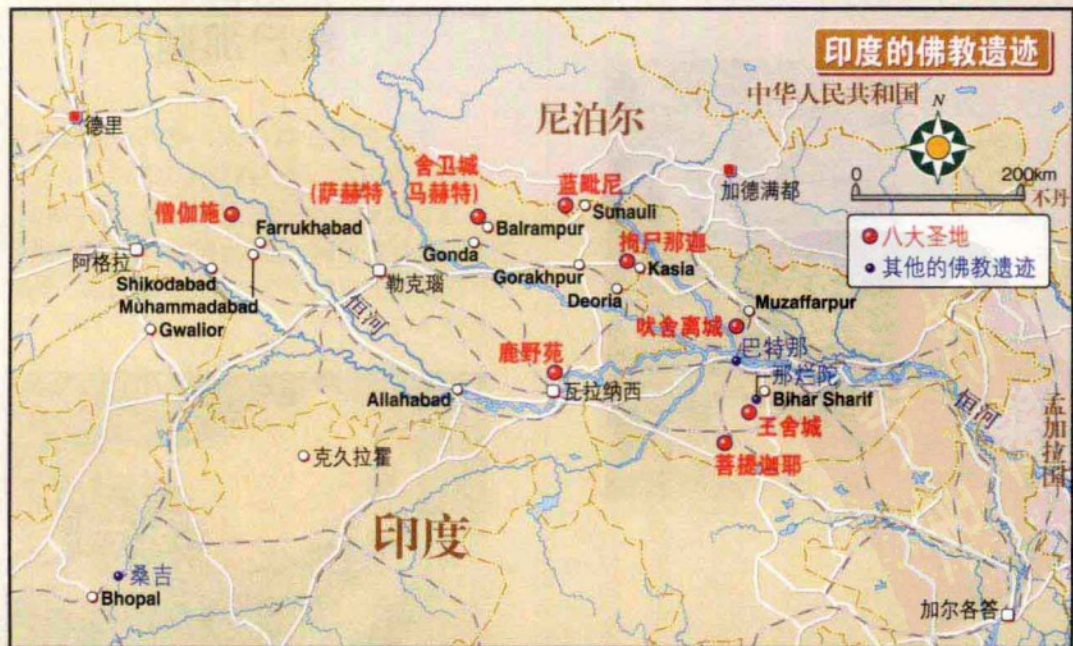 印度的佛教遗迹
中华人民共和国
N
尼泊尔
德里
舍卫城
(萨赫特·马赫特)
蓝毗尼
加德满都
0 200km
不丹
僧伽施
Sunauli
八大圣地
Farrukhabad
Balrampur
拘尸那迦
阿格拉
Gonda
Gorakhpur
Kasia
其他的佛教遗迹
Shikodabad
勒克瑙
Deoria
Muhammadabad
恒河
Muzaffarpur
Gwalior
吠舍离城
巴特那
鹿野苑
那烂陀
Allahabad
瓦拉纳西
Bihar Sharif
恒河
孟加拉国
王舍城
克久拉霍
菩提迦耶
印度
桑吉
Bhopal
加尔各答